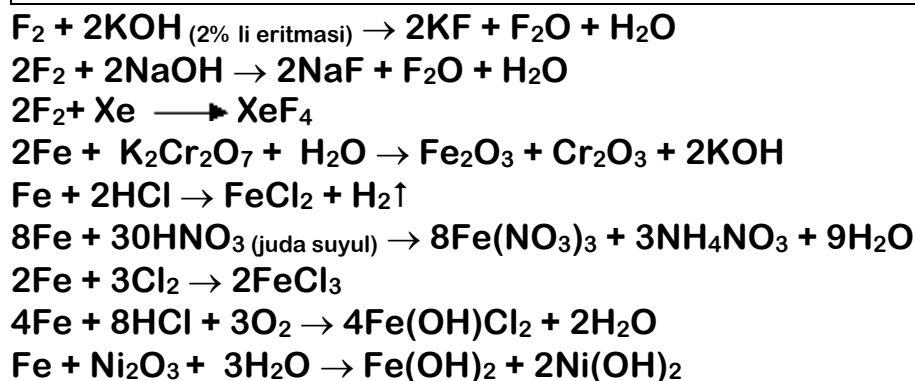 F₂ + 2KOH (2% li eritmasi) → 2KF + F₂O + H₂O
2F₂ + 2NaOH → 2NaF + F₂O + H₂O
2F₂+ Xe ⟶ XeF₄
2Fe + K₂Cr₂O₇ + H₂O → Fe₂O₃ + Cr₂O₃ + 2KOH
Fe + 2HCl → FeCl₂ + H₂↑
8Fe + 30HNO₃ (juda suyul) → 8Fe(NO₃)₃ + 3NH₄NO₃ + 9H₂O
2Fe + 3Cl₂ → 2FeCl₃
4Fe + 8HCl + 3O₂ → 4Fe(OH)Cl₂ + 2H₂O
Fe + Ni₂O₃ + 3H₂O → Fe(OH)₂ + 2Ni(OH)₂